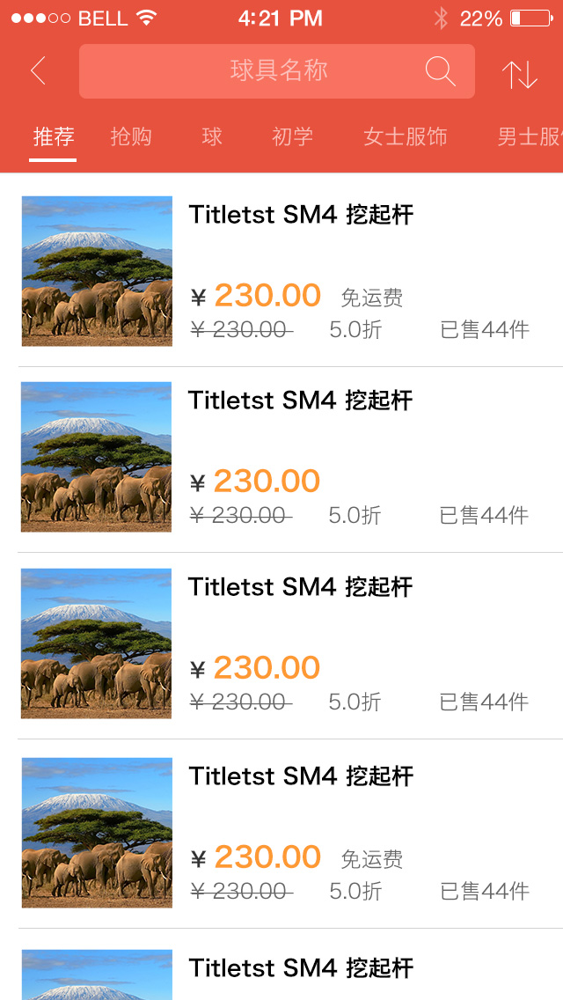 BELL 4:21 PM 22%
球具名称
推荐 抢购 球 初学 女士服饰 男士服
Titletst SM4 挖起杆
¥ 230.00 免运费
¥ 230.00 5.0折 已售44件
Titletst SM4 挖起杆
¥ 230.00
¥ 230.00 5.0折 已售44件
Titletst SM4 挖起杆
¥ 230.00
¥ 230.00 5.0折 已售44件
Titletst SM4 挖起杆
¥ 230.00 免运费
¥ 230.00 5.0折 已售44件
Titletst SM4 挖起杆